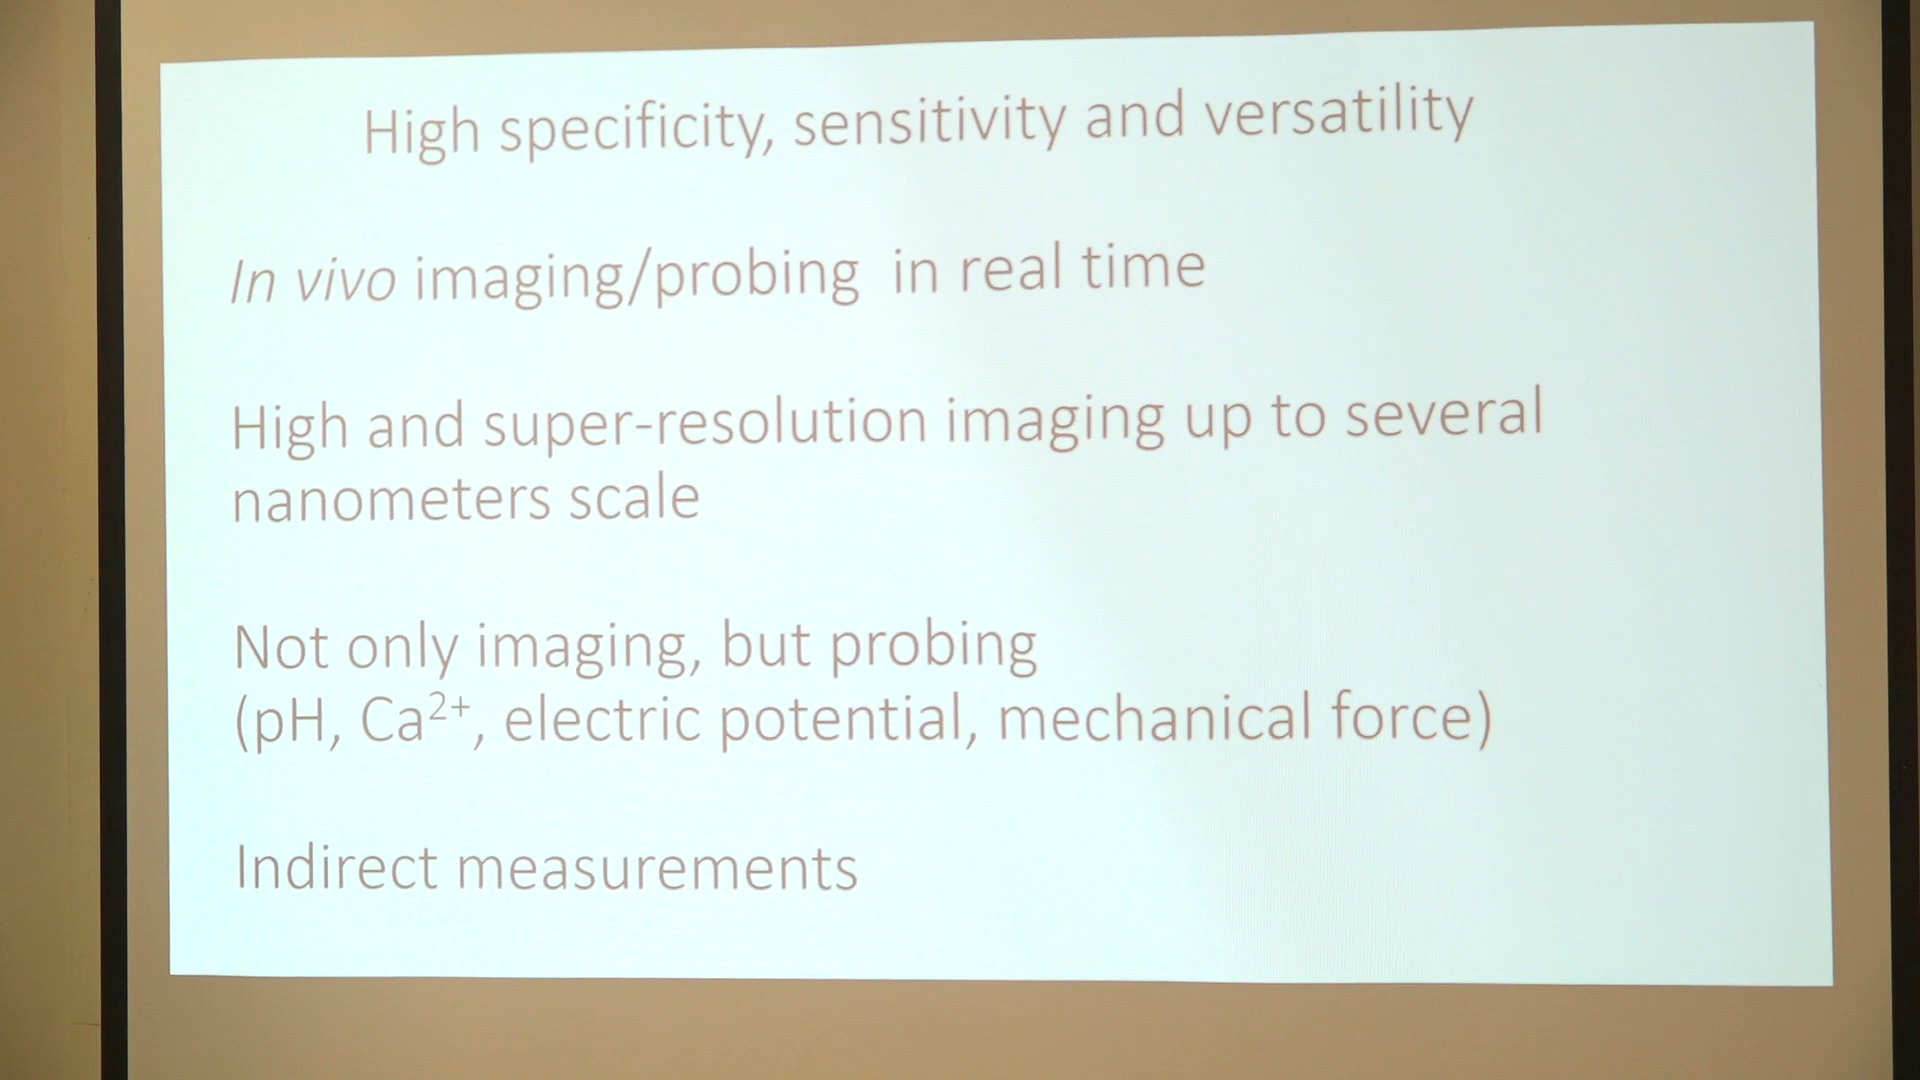 High specificity, sensitivity and versatility
In vivo imaging/probing in real time
High and super-resolution imaging up to several
nanometers scale
Not only imaging, but probing
(pH, Ca²⁺, electric potential, mechanical force)
Indirect measurements